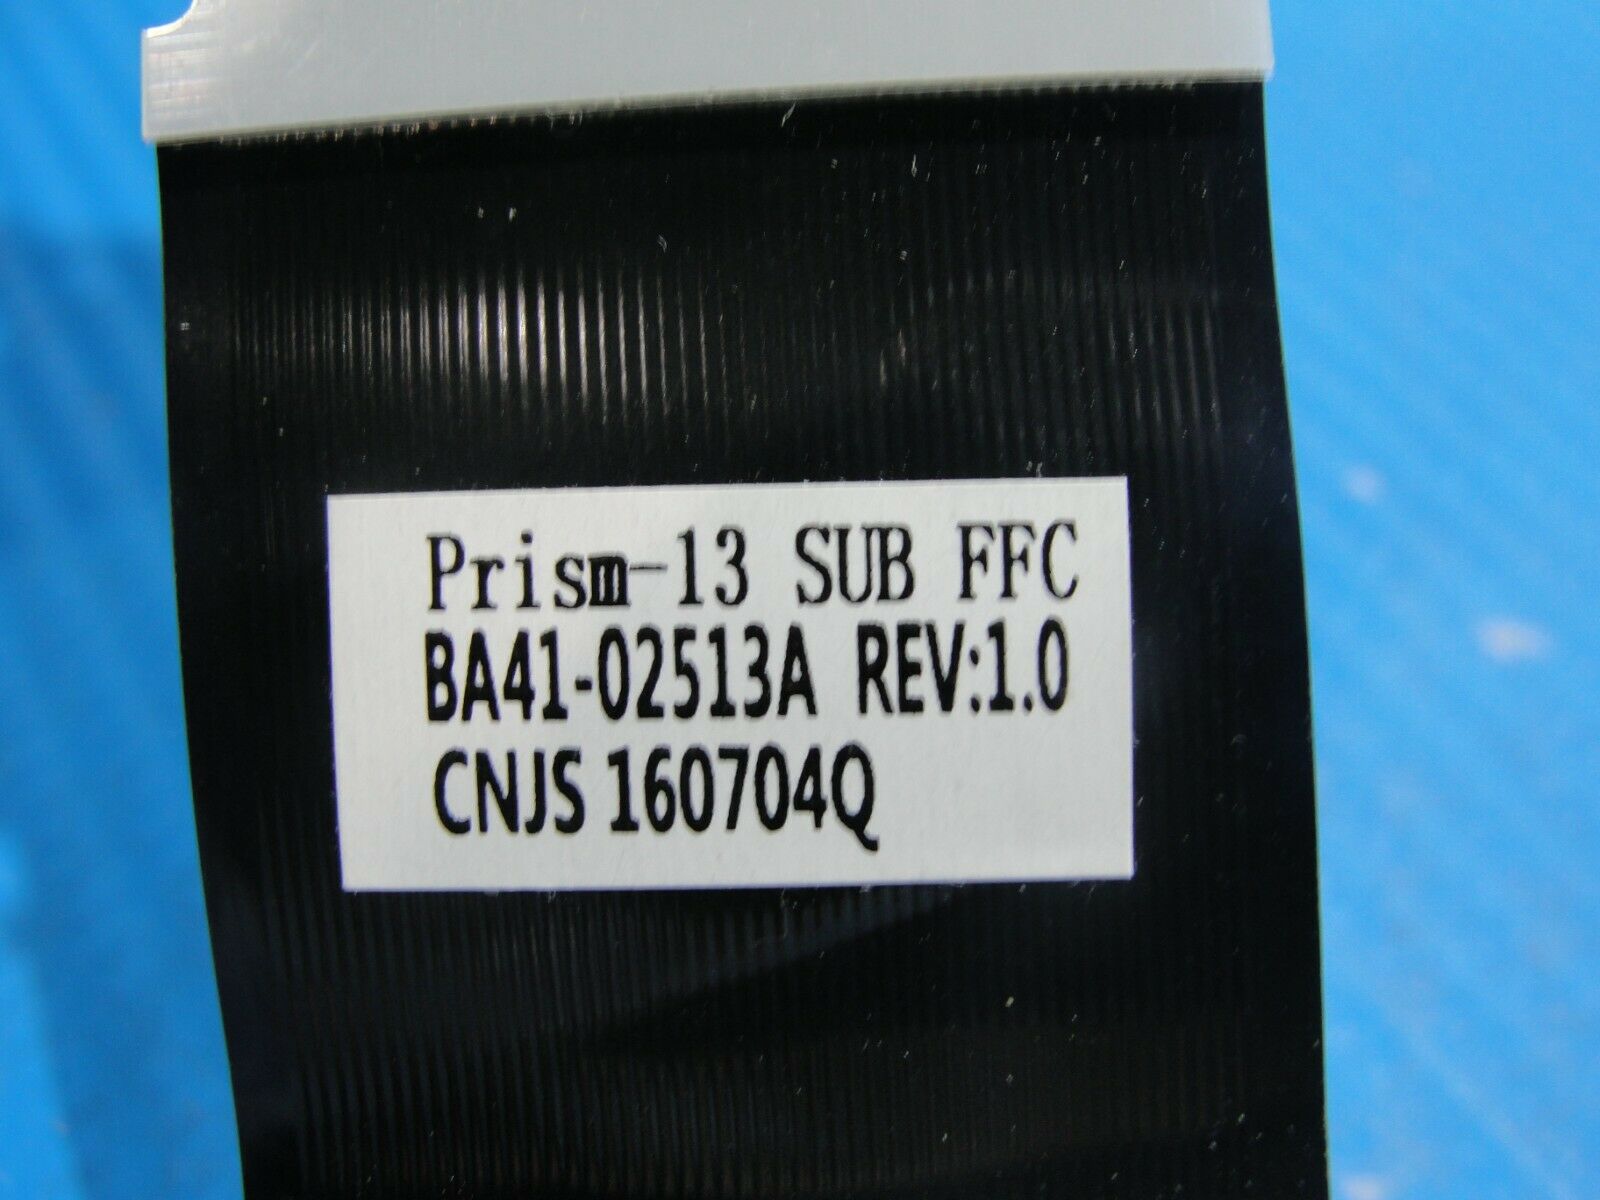 Prism-13 SUB FFC
BA41-02513A REV:1.0
CNJS 160704Q